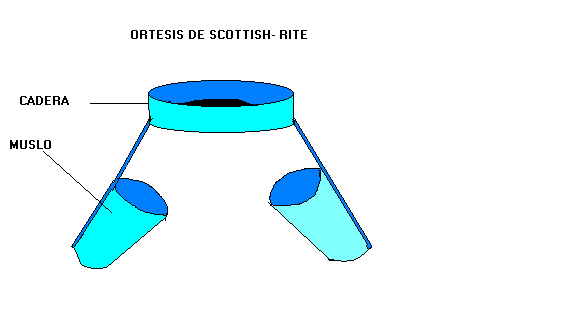 ORTESIS DE SCOTTISH- RITE
CADERA
MUSLO